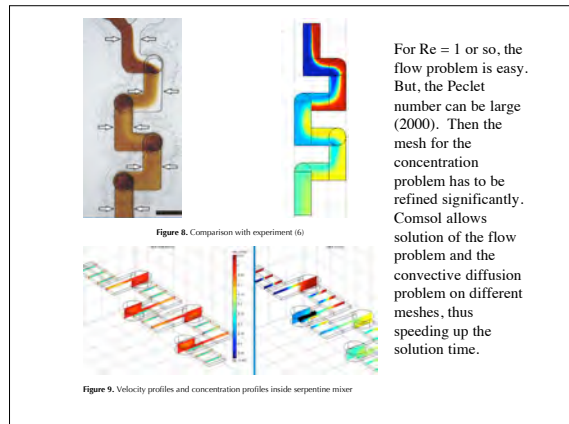 For Re = 1 or so, the
flow problem is easy.
But, the Peclet
number can be large
(2000). Then the
mesh for the
concentration
problem has to be
refined significantly.
Comsol allows
solution of the flow
problem and the
convective diffusion
problem on different
meshes, thus
speeding up the
solution time.
Figure 8. Comparison with experiment (6)
Figure 9. Velocity profiles and concentration profiles inside serpentine mixer